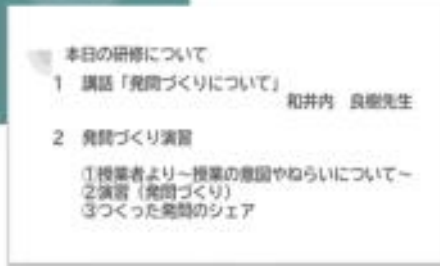 本日の研修について
1 講話「発問づくりについて」
和井内 良樹先生
2 発問づくり演習
①授業者より～授業の意図やねらいについて～
②演習（発問づくり）
③つくった発問のシェア